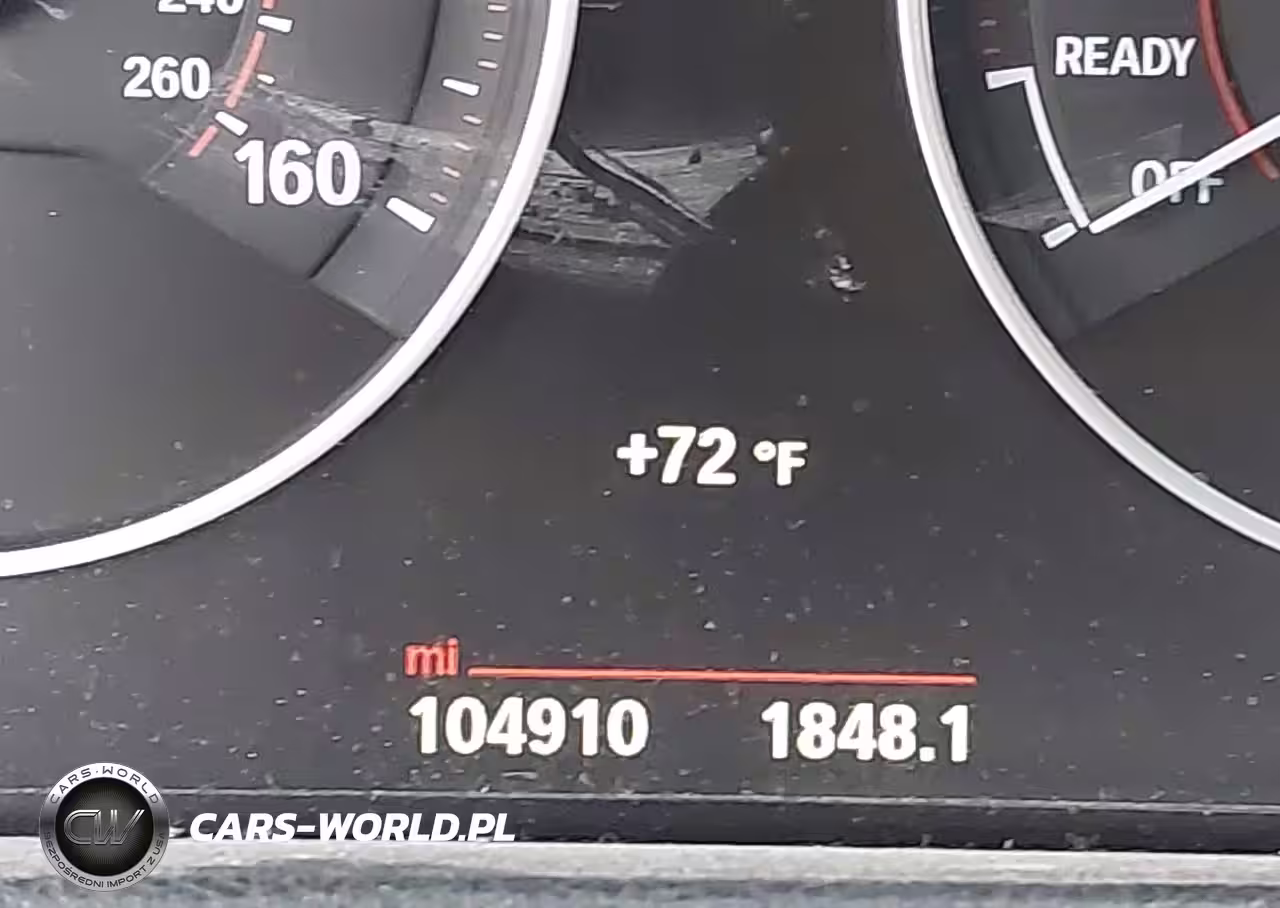 240
260
160
READY
OFF
+72 °F
mi
104910 1848.1
CARS-WORLD
CW
BEZPOŚREDNI IMPORT Z USA
CARS-WORLD.PL